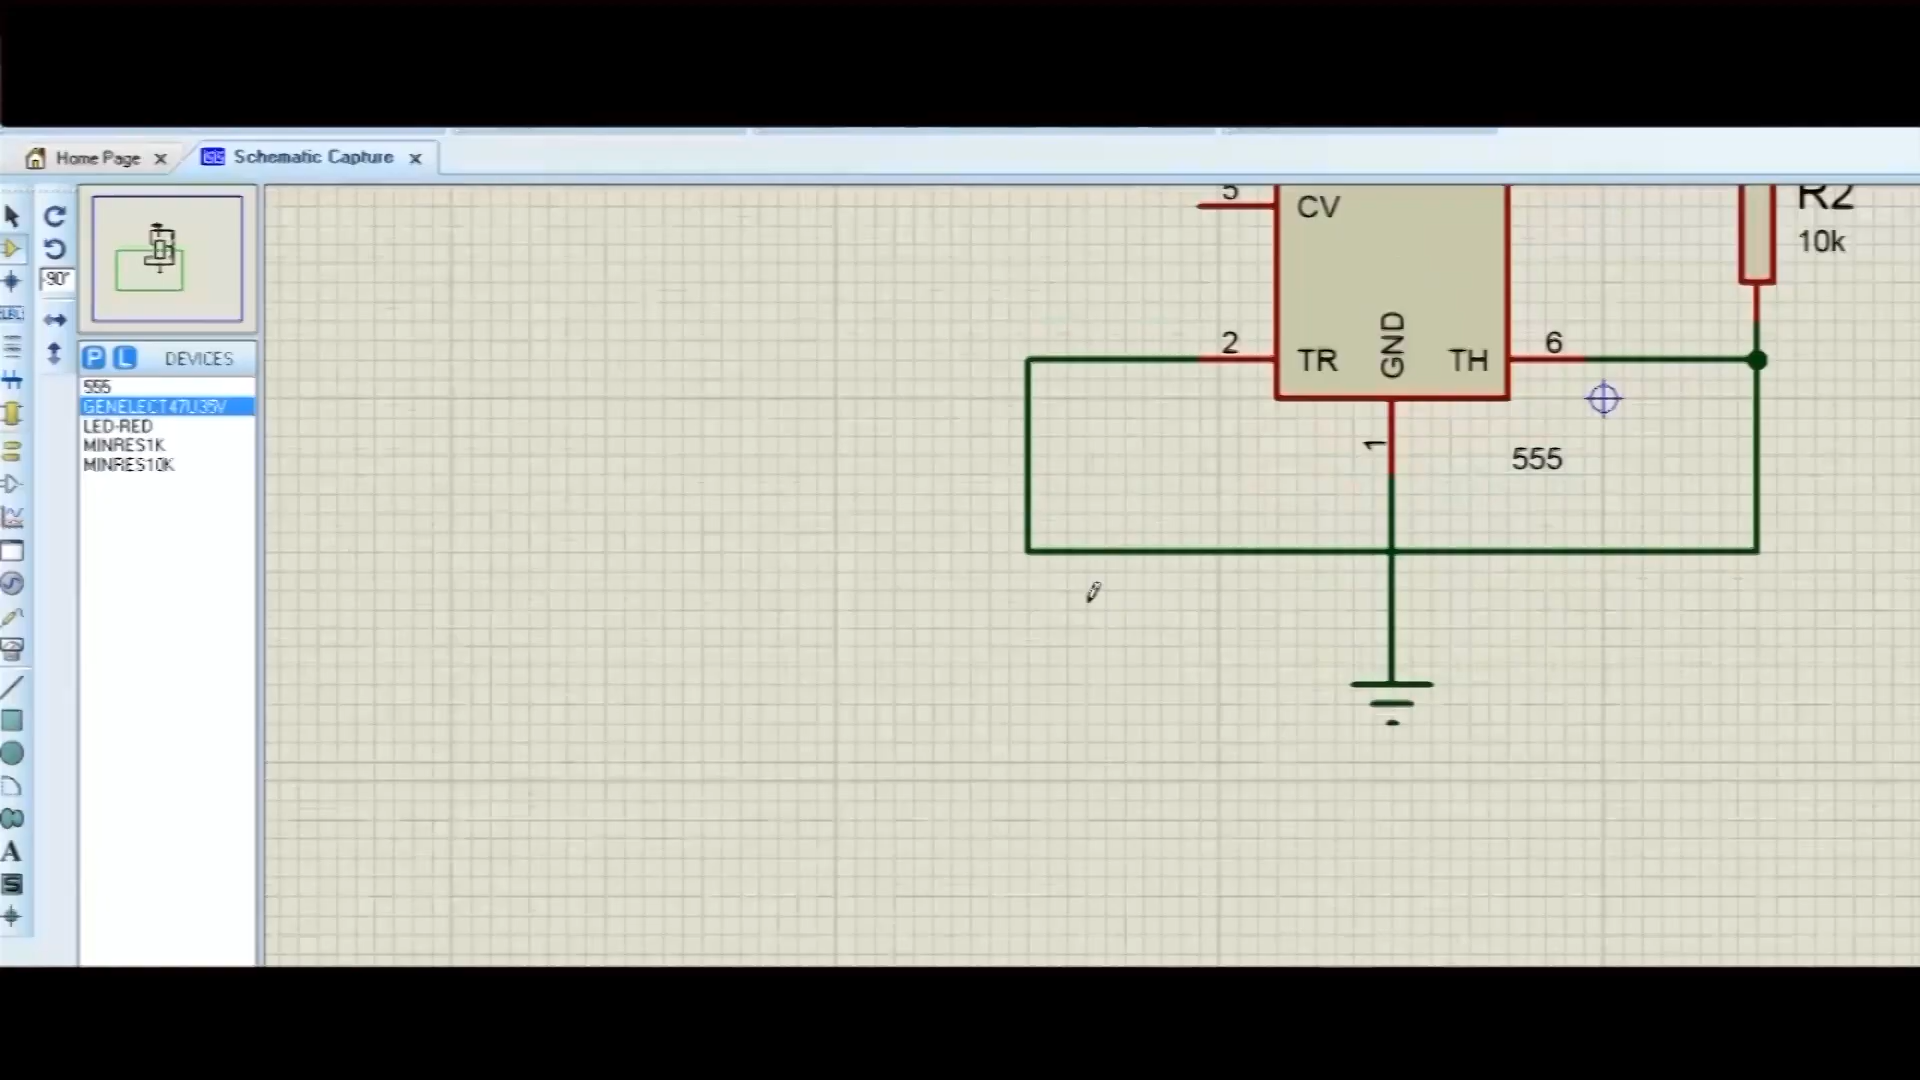 Home Page
Schematic Capture
-90°
LBL
P L DEVICES
555
GENELECT47U35V
LED-RED
MINRES1K
MINRES10K
A
S
5
CV
R2
10k
2
TR
GND
TH
6
1
555